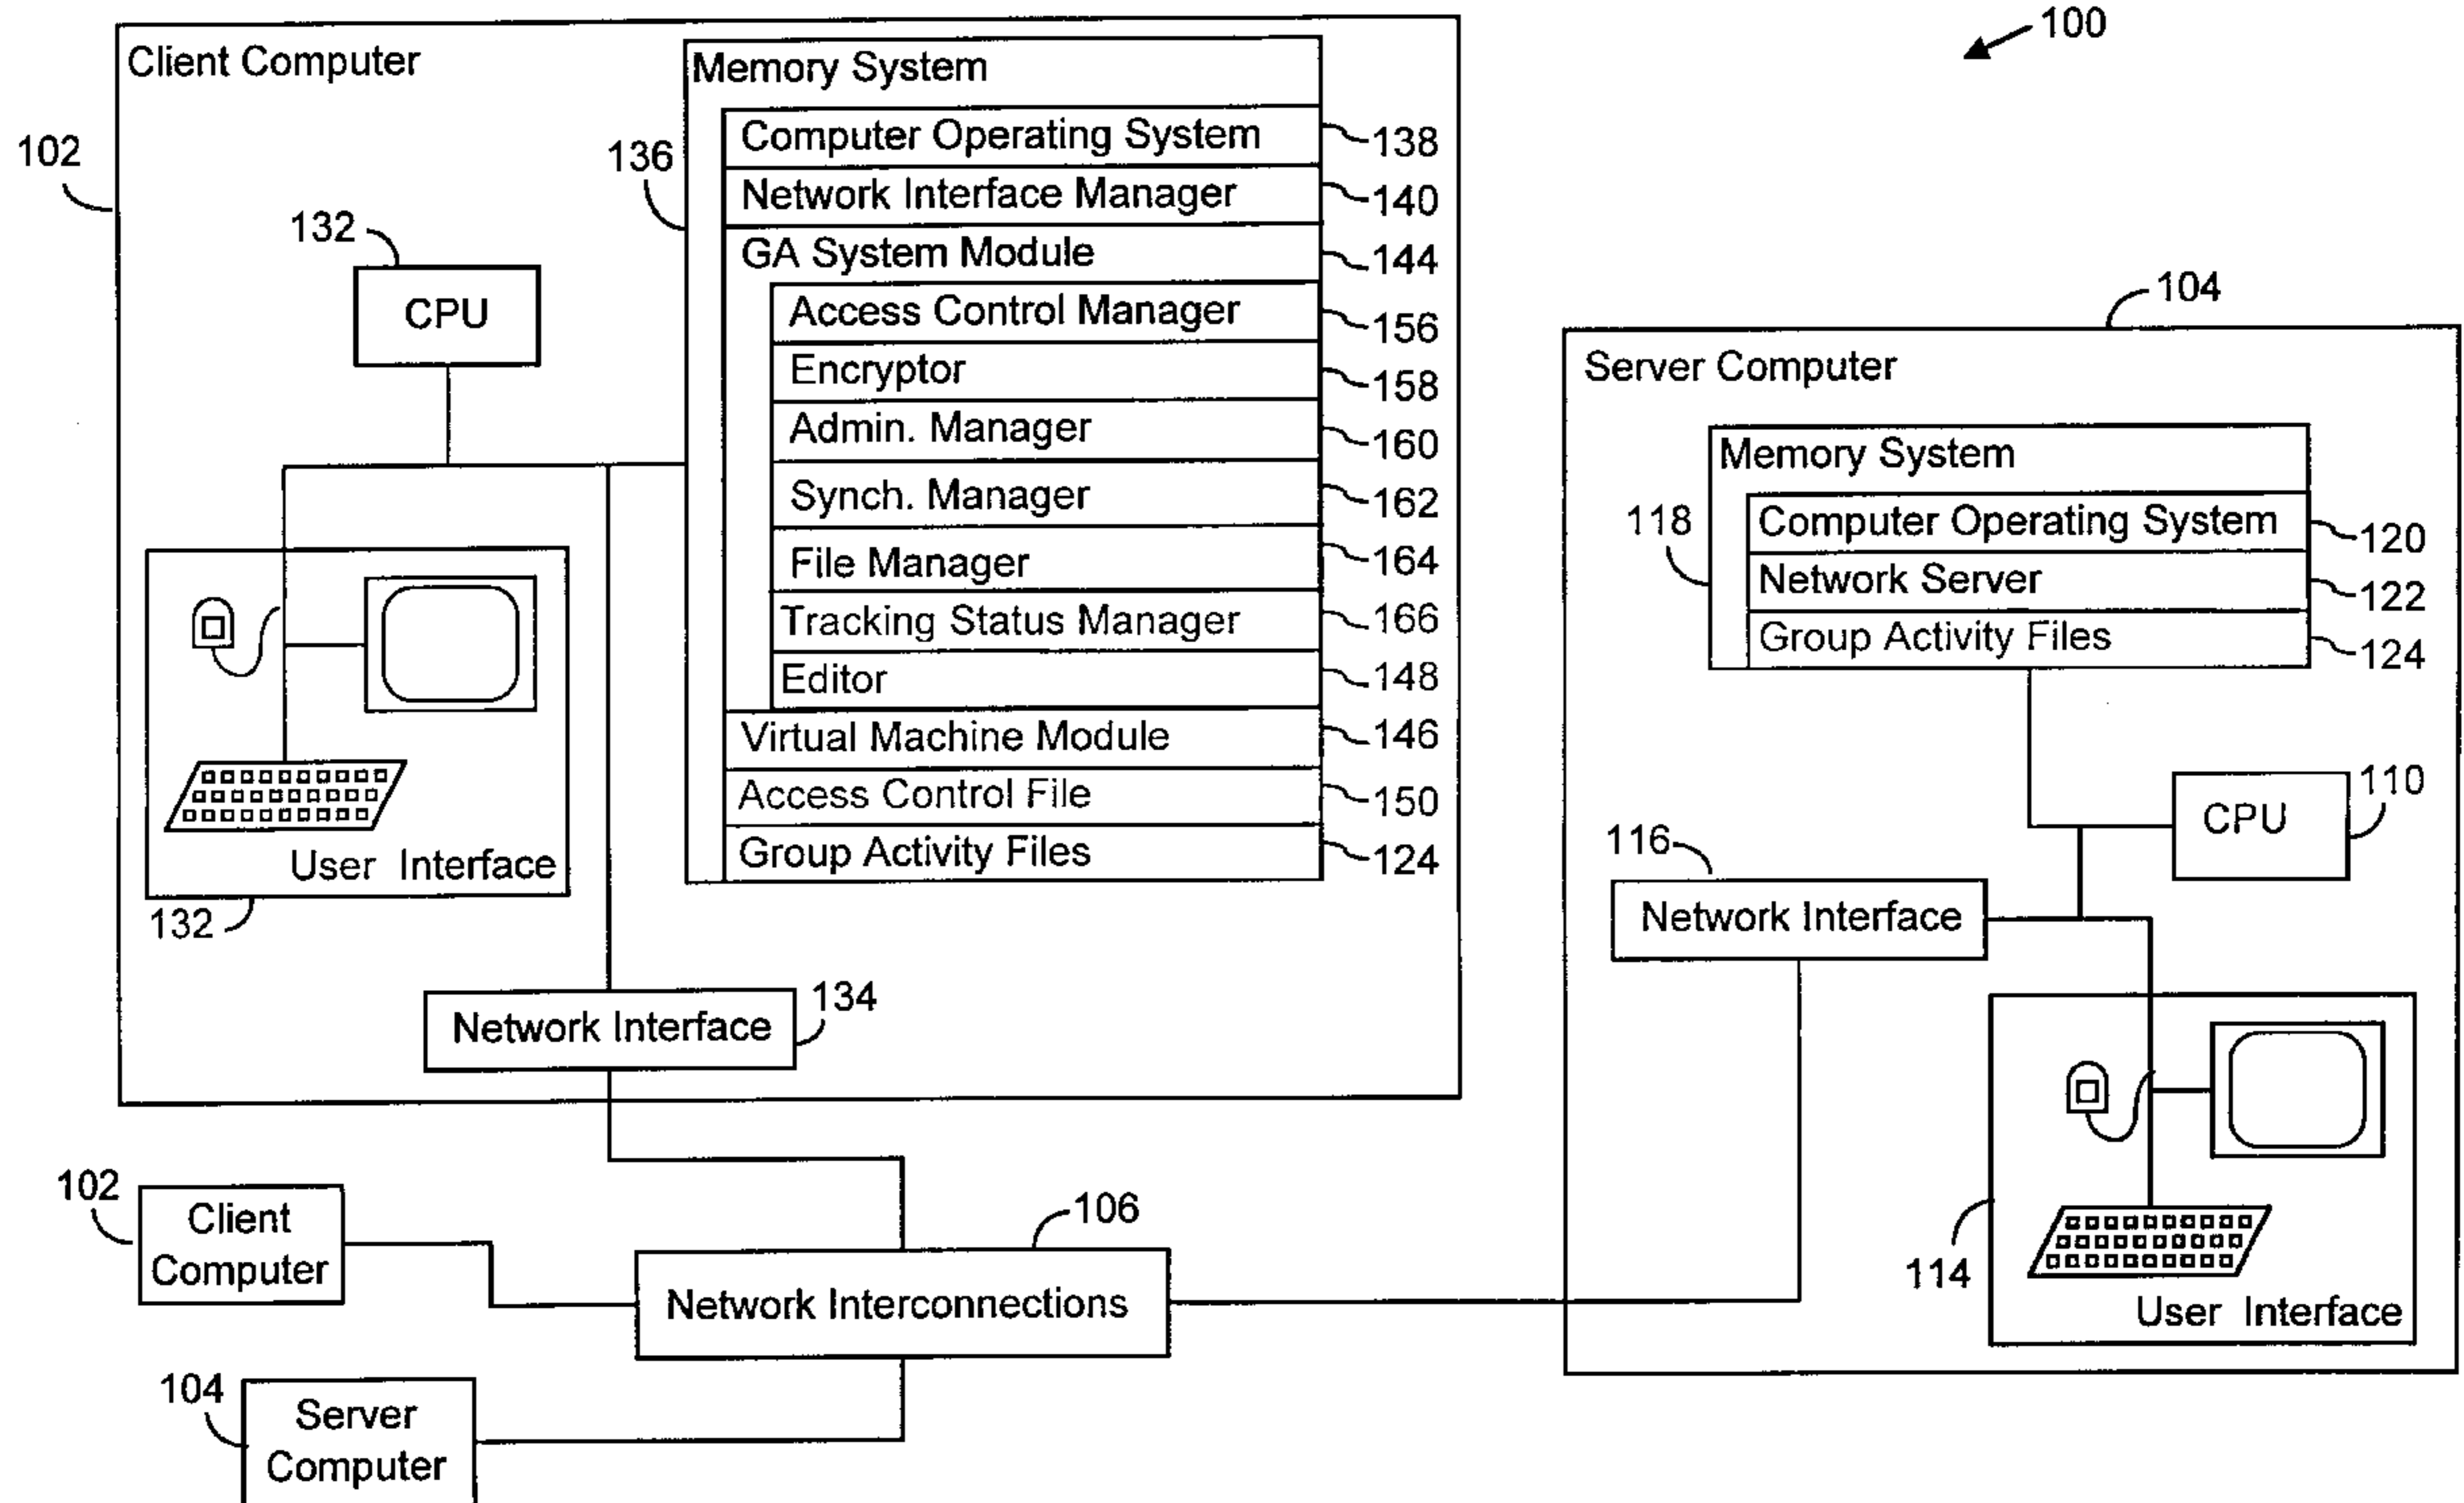 100
Client Computer
102
Memory System
136
Computer Operating System
138
Network Interface Manager
140
GA System Module
144
Access Control Manager
156
Encryptor
158
Admin. Manager
160
Synch. Manager
162
File Manager
164
Tracking Status Manager
166
Editor
148
Virtual Machine Module
146
Access Control File
150
Group Activity Files
124
132
CPU
User Interface
132
Network Interface
134
104
Server Computer
Memory System
118
Computer Operating System
120
Network Server
122
Group Activity Files
124
CPU
110
116
Network Interface
114
User Interface
102
Client
Computer
106
Network Interconnections
104
Server
Computer